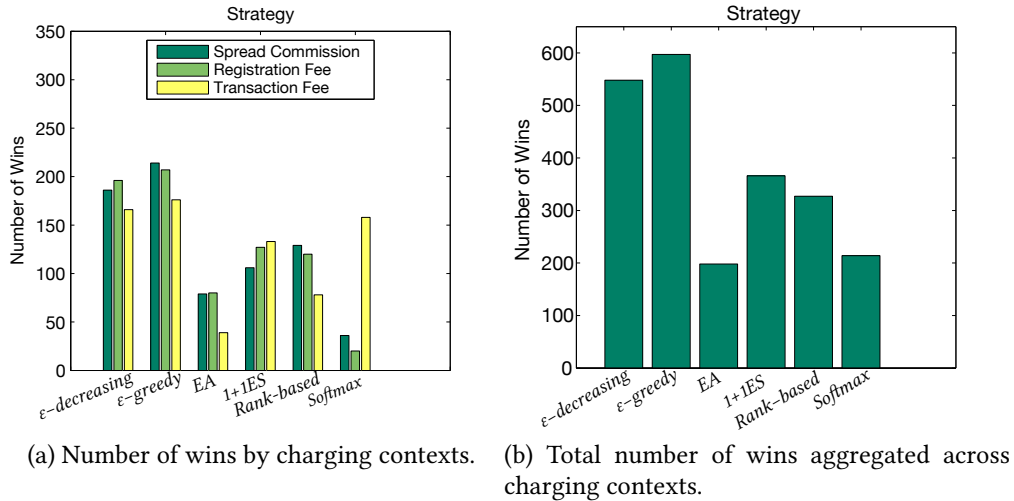 Strategy
350
300
250
200
150
100
50
0
Number of Wins
Spread Commission
Registration Fee
Transaction Fee
ε−decreasing
ε−greedy
EA
1+1ES
Rank−based
Softmax
(a) Number of wins by charging contexts.
Strategy
600
500
400
300
200
100
0
Number of Wins
ε−decreasing
ε−greedy
EA
1+1ES
Rank−based
Softmax
(b) Total number of wins aggregated across
charging contexts.